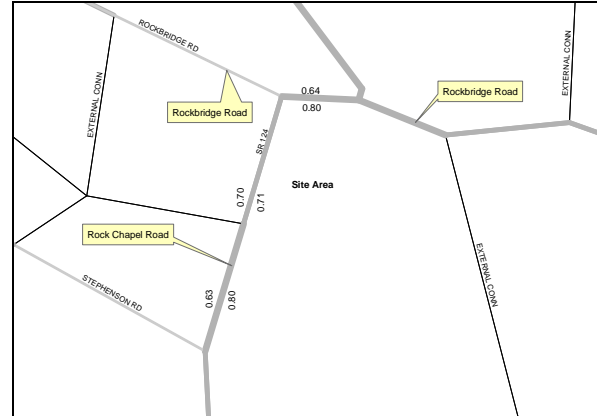 ROCKBRIDGE RD
EXTERNAL CONN
EXTERNAL CONN
Rockbridge Road
0.64
0.80
Rockbridge Road
SR 124
Site Area
0.70
0.71
Rock Chapel Road
STEPHENSON RD
0.63
0.80
EXTERNAL CONN